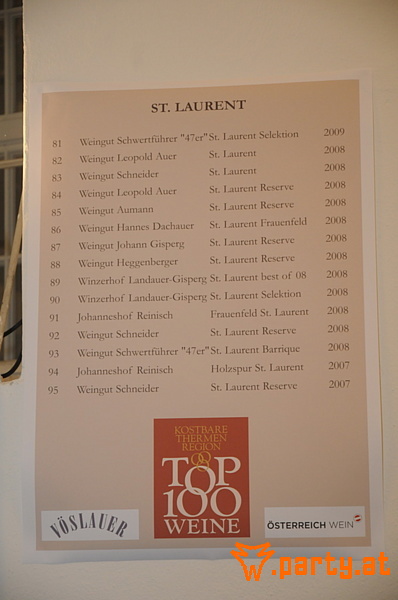 ST. LAURENT
81 Weingut Schwertführer "47er" St. Laurent Selektion 2009
82 Weingut Leopold Auer St. Laurent 2008
83 Weingut Schneider St. Laurent 2008
84 Weingut Leopold Auer St. Laurent Reserve 2008
85 Weingut Aumann St. Laurent Reserve 2008
86 Weingut Hannes Dachauer St. Laurent Frauenfeld 2008
87 Weingut Johann Gisperg St. Laurent Reserve 2008
88 Weingut Heggenberger St. Laurent Reserve 2008
89 Winzerhof Landauer-Gisperg St. Laurent best of 08 2008
90 Winzerhof Landauer-Gisperg St. Laurent Selektion 2008
91 Johanneshof Reinisch Frauenfeld St. Laurent 2008
92 Weingut Schneider St. Laurent Reserve 2008
93 Weingut Schwertführer "47er" St. Laurent Barrique 2008
94 Johanneshof Reinisch Holzspur St. Laurent 2007
95 Weingut Schneider St. Laurent Reserve 2007
KOSTBARE
THERMEN
REGION
TOP
100
WEINE
VÖSLAUER
ÖSTERREICH WEIN
.party.at